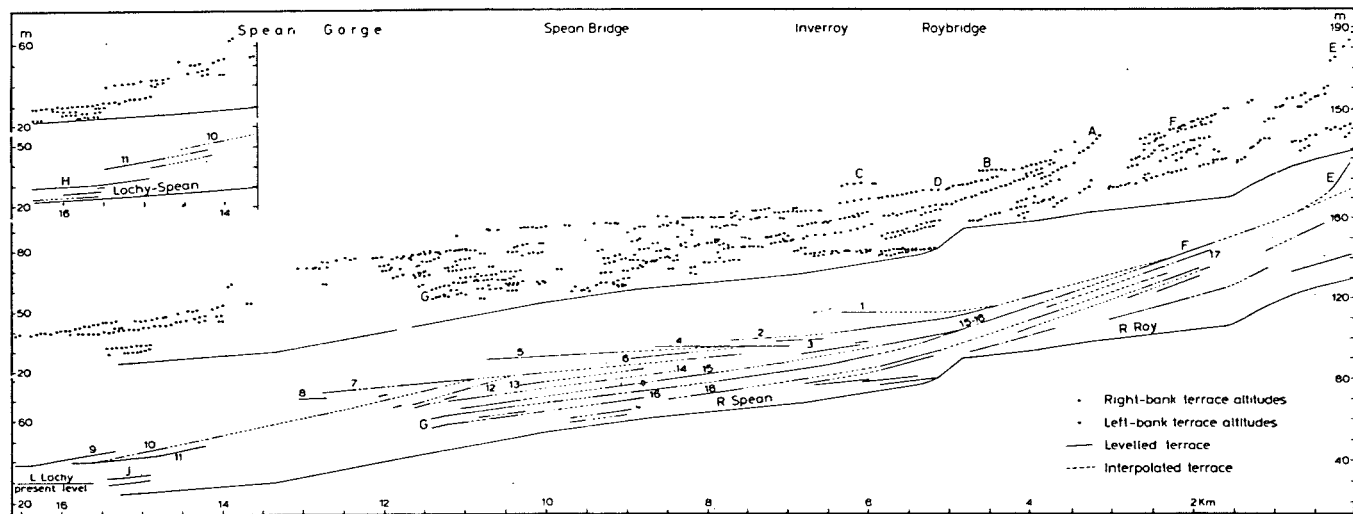 Spean Gorge Spean Bridge Inverroy Roybridge
m m
60 190
E
10 A F 150
20
50
11 B
C
H D
Lochy-Spean E
20
16 14 160
80 F
17
G
50 1 120
15-16
2 R Roy
4
5 3
6
20 7 14 15
12 13
8 16 18 80
R Spean
60 G
• Right-bank terrace altitudes
• Left-bank terrace altitudes
9 10 — Levelled terrace
11 ---- Interpolated terrace
J 40
L Lochy
present level
20 16 14 12 10 8 6 4 2 Km 20